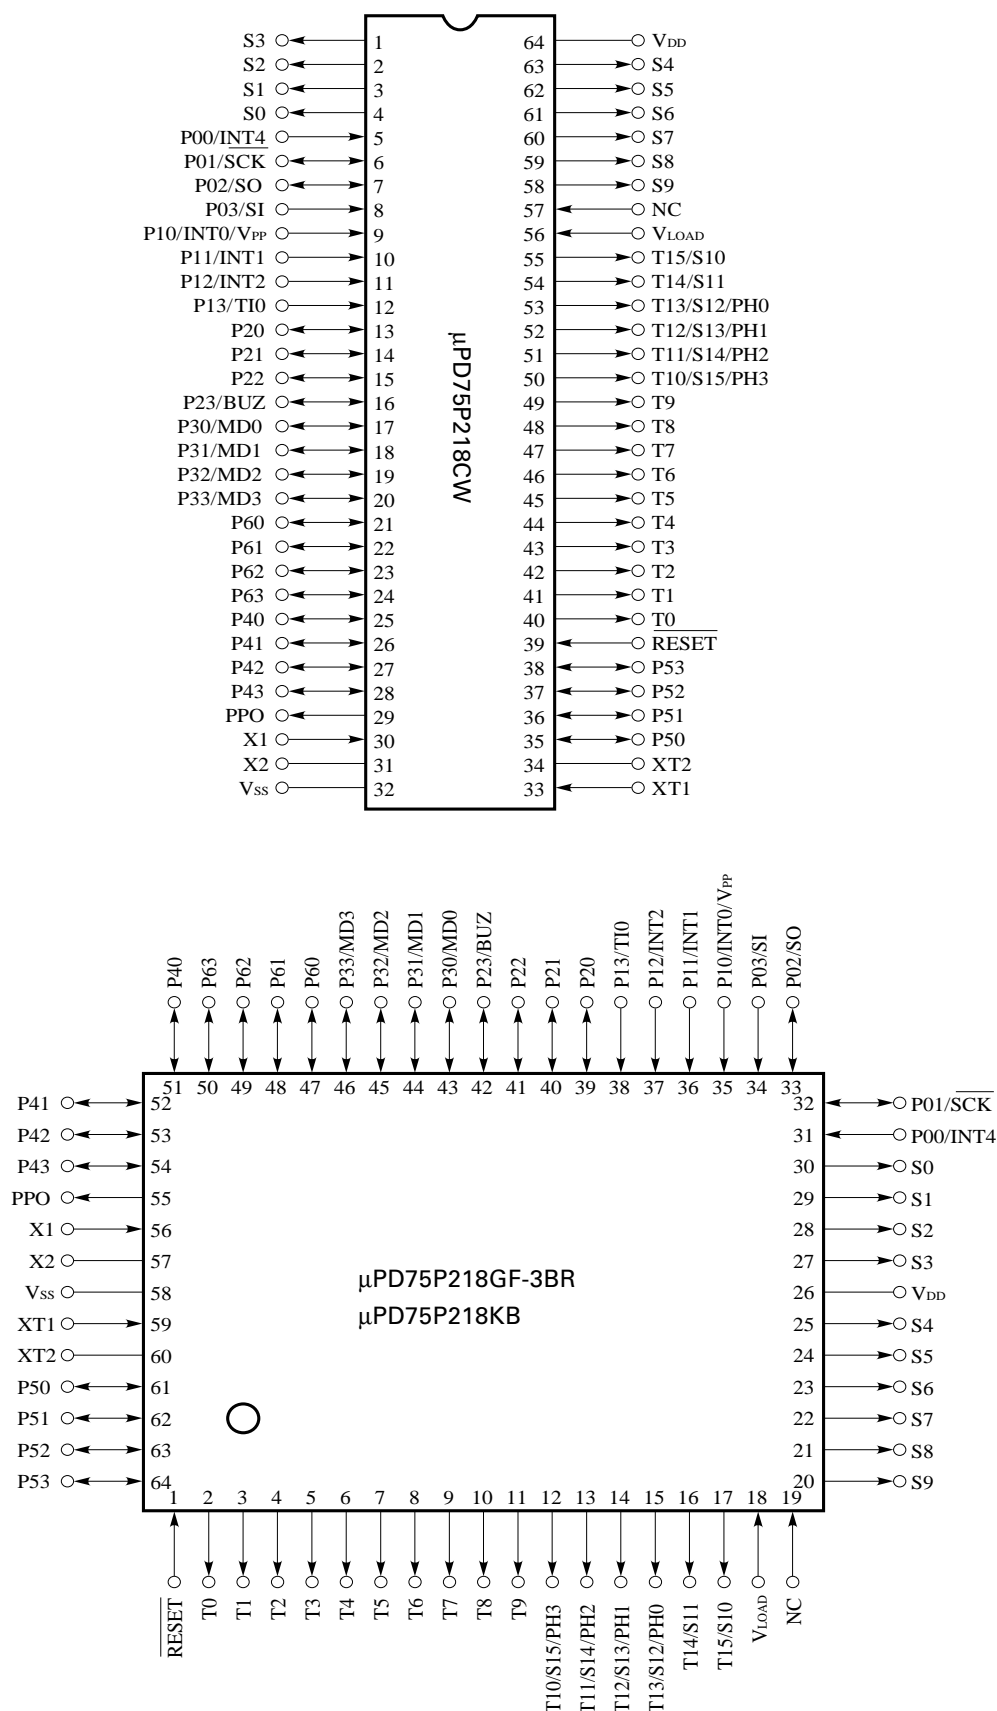 S3 1 64 VDD
S2 2 63 S4
S1 3 62 S5
S0 4 61 S6
P00/INT4 5 60 S7
P01/SCK 6 59 S8
P02/SO 7 58 S9
P03/SI 8 57 NC
P10/INT0/VPP 9 56 VLOAD
P11/INT1 10 55 T15/S10
P12/INT2 11 54 T14/S11
P13/TI0 12 53 T13/S12/PH0
P20 13 52 T12/S13/PH1
P21 14 51 T11/S14/PH2
P22 15 50 T10/S15/PH3
P23/BUZ 16 49 T9
P30/MD0 17 48 T8
P31/MD1 18 47 T7
P32/MD2 19 46 T6
P33/MD3 20 45 T5
P60 21 44 T4
P61 22 43 T3
P62 23 42 T2
P63 24 41 T1
P40 25 40 T0
P41 26 39 RESET
P42 27 38 P53
P43 28 37 P52
PPO 29 36 P51
X1 30 35 P50
X2 31 34 XT2
VSS 32 33 XT1
μPD75P218CW
P40 P63 P62 P61 P60 P33/MD3 P32/MD2 P31/MD1 P30/MD0 P23/BUZ P22 P21 P20 P13/TI0 P12/INT2 P11/INT1 P10/INT0/VPP P03/SI P02/SO
51 50 49 48 47 46 45 44 43 42 41 40 39 38 37 36 35 34 33
P41 52 32 P01/SCK
P42 53 31 P00/INT4
P43 54 30 S0
PPO 55 29 S1
X1 56 28 S2
X2 57 27 S3
VSS 58 26 VDD
XT1 59 25 S4
XT2 60 24 S5
P50 61 23 S6
P51 62 22 S7
P52 63 21 S8
P53 64 20 S9
μPD75P218GF-3BR
μPD75P218KB
1 2 3 4 5 6 7 8 9 10 11 12 13 14 15 16 17 18 19
RESET T0 T1 T2 T3 T4 T5 T6 T7 T8 T9 T10/S15/PH3 T11/S14/PH2 T12/S13/PH1 T13/S12/PH0 T14/S11 T15/S10 VLOAD NC